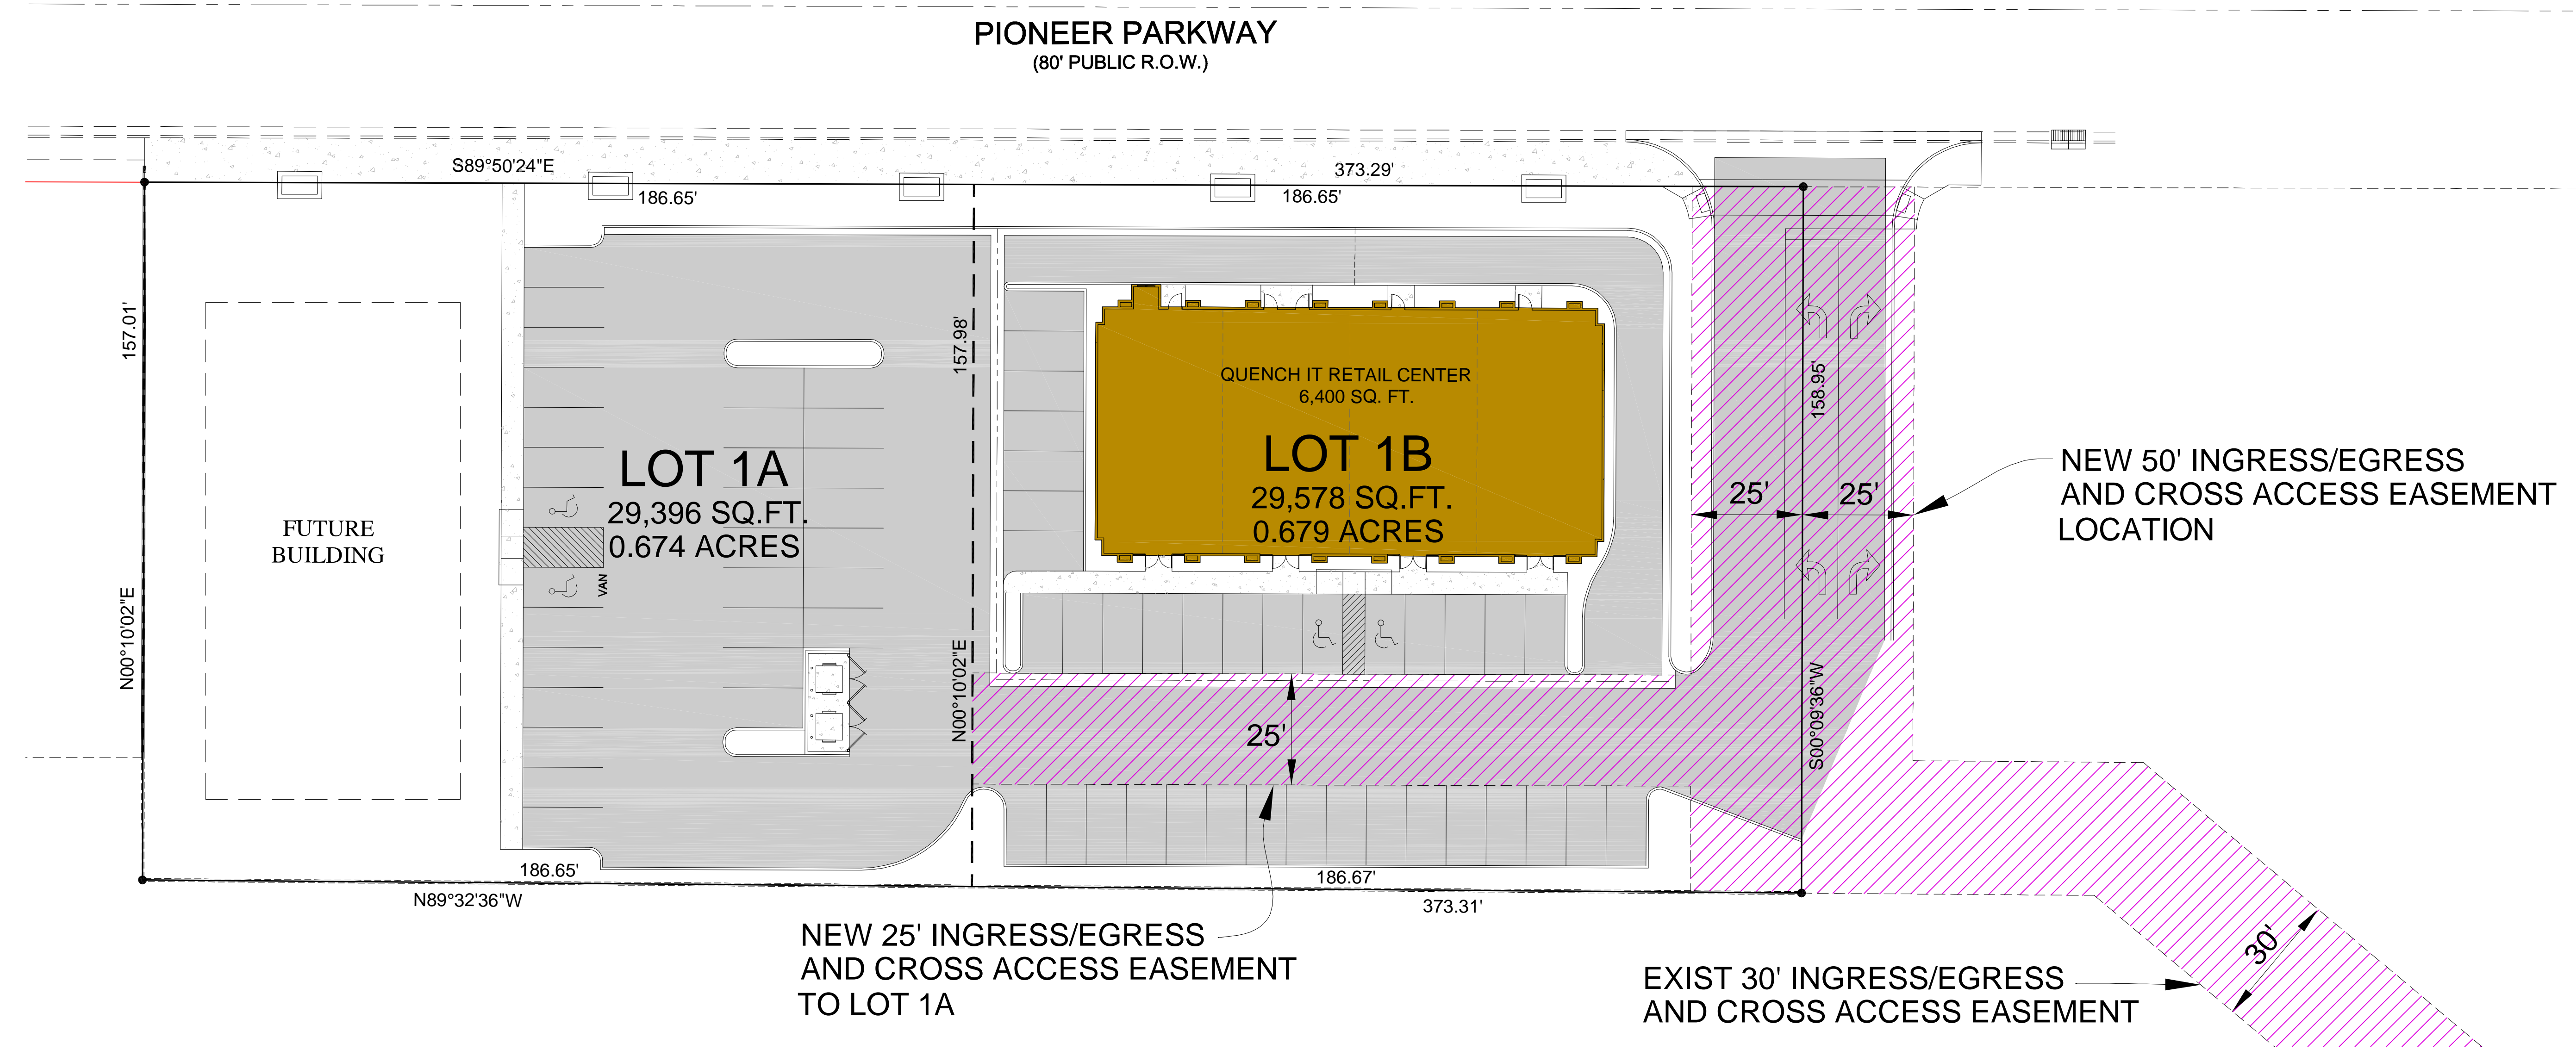 PIONEER PARKWAY
(80' PUBLIC R.O.W.)
S89°50'24"E
373.29'
186.65'
186.65'
157.01'
N00°10'02"E
157.98'
N00°10'02"E
158.95'
S00°09'36"W
FUTURE
BUILDING
LOT 1A
29,396 SQ.FT.
0.674 ACRES
VAN
QUENCH IT RETAIL CENTER
6,400 SQ. FT.
LOT 1B
29,578 SQ.FT.
0.679 ACRES
25'
25'
NEW 50' INGRESS/EGRESS
AND CROSS ACCESS EASEMENT
LOCATION
25'
186.65'
186.67'
N89°32'36"W
373.31'
NEW 25' INGRESS/EGRESS
AND CROSS ACCESS EASEMENT
TO LOT 1A
30'
EXIST 30' INGRESS/EGRESS
AND CROSS ACCESS EASEMENT